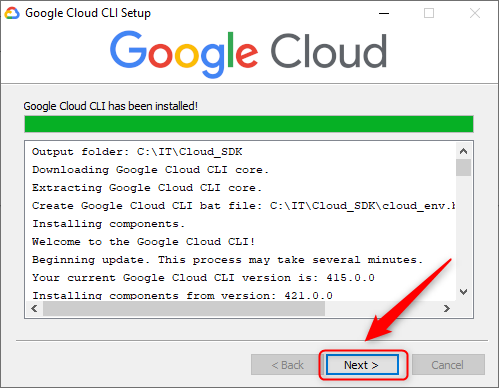 Google Cloud CLI Setup
Google Cloud
Google Cloud CLI has been installed!
Output folder: C:\IT\Cloud_SDK
Downloading Google Cloud CLI core.
Extracting Google Cloud CLI core.
Create Google Cloud CLI bat file: C:\IT\Cloud_SDK\cloud_env.b
Installing components.
Welcome to the Google Cloud CLI!
Beginning update. This process may take several minutes.
Your current Google Cloud CLI version is: 415.0.0
Installing components from version: 421.0.0
< Back Next > Cancel